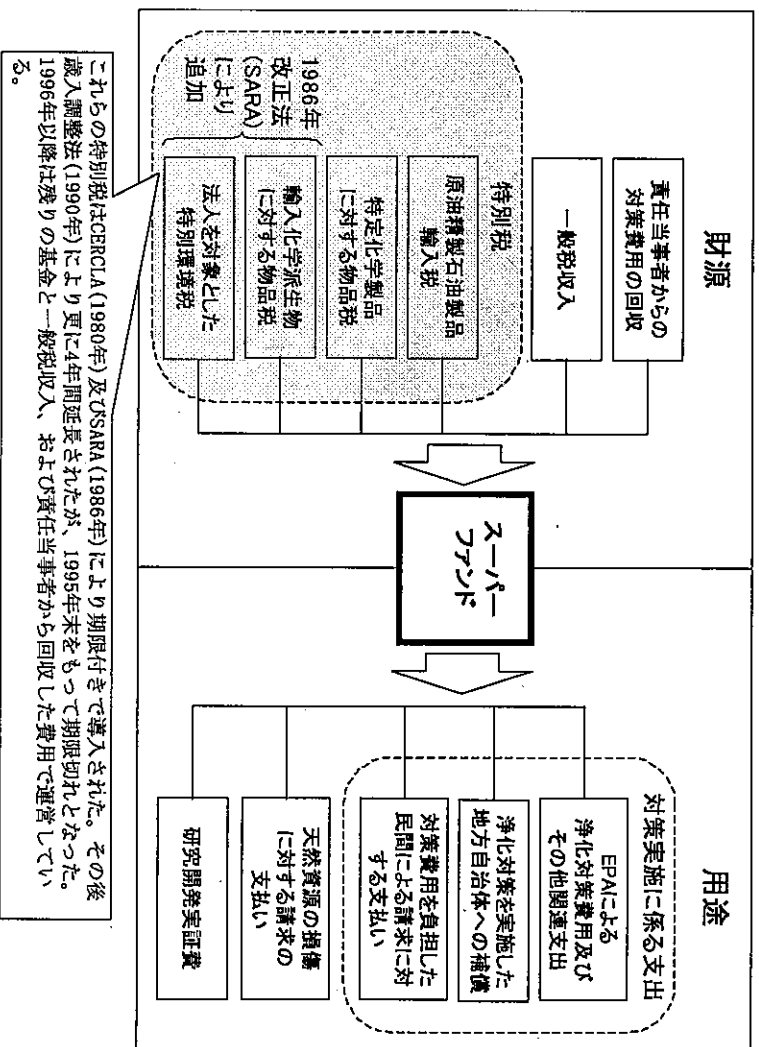 財源
責任当事者からの
対策費用の回収
一般税収入
特別税
原油精製石油製品
輸入税
特定化学製品
に対する物品税
1986年
改正法
(SARA)
により
追加
輸入化学派生物
に対する物品税
法人を対象とした
特別環境税
スーパー
ファンド
用途
対策実施に係る支出
EPAによる
浄化対策費用及び
その他関連支出
浄化対策を実施した
地方自治体への補償
対策費用を負担した
民間による請求に対
する支払い
天然資源の損傷
に対する請求の
支払い
研究開発実証費
これらの特別税はCERCLA(1980年)及びSARA(1986年)により期限付きで導入された。その後
歳入調整法(1990年)により更に4年間延長されたが、1995年末をもって期限切れとなった。
1996年以降は残りの基金と一般税収入、および責任当事者から回収した費用で運営してい
る。